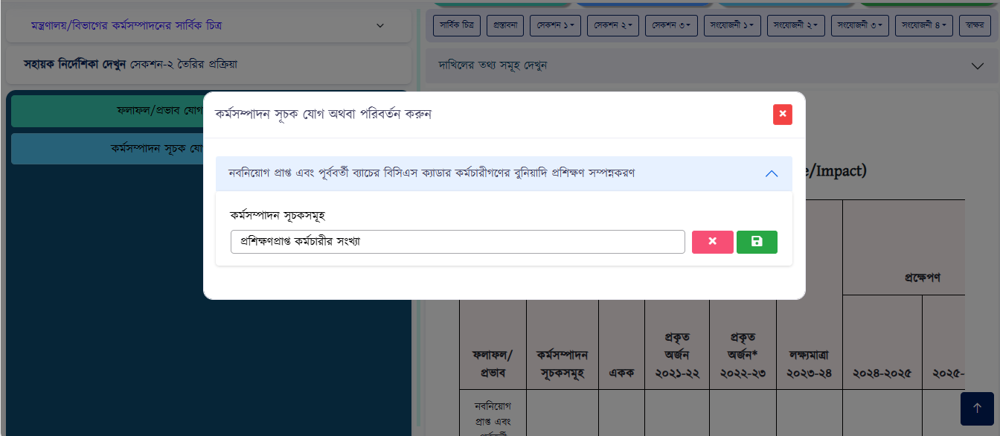 মন্ত্রণালয়/বিভাগের কর্মসম্পাদনের সার্বিক চিত্র
সহায়ক নির্দেশিকা দেখুন সেকশন-২ তৈরির প্রক্রিয়া
সার্বিক চিত্র
প্রস্তাবনা
সেকশন ১
সেকশন ২
সেকশন ৩
সংযোজনী ১
সংযোজনী ২
সংযোজনী ৩
সংযোজনী ৪
স্বাক্ষর
দাখিলের তথ্য সমূহ দেখুন
ফলাফল/প্রভাব যোগ
কর্মসম্পাদন সূচক
কর্মসম্পাদন সূচক যোগ অথবা পরিবর্তন করুন
নবনিয়োগ প্রাপ্ত এবং পূর্ববর্তী ব্যাচের বিসিএস ক্যাডার কর্মচারীগণের বুনিয়াদি প্রশিক্ষণ সম্পন্নকরণ
কর্মসম্পাদন সূচকসমূহ
প্রশিক্ষণপ্রাপ্ত কর্মচারীর সংখ্যা
e/Impact)
প্রক্ষেপণ
ফলাফল/
প্রভাব
কর্মসম্পাদন
সূচকসমূহ
একক
প্রকৃত
অর্জন
২০২১-২২
প্রকৃত
অর্জন*
২০২২-২৩
লক্ষ্যমাত্রা
২০২৩-২৪
২০২৪-২০২৫
২০২৫-
নবনিয়োগ
প্রাপ্ত এবং